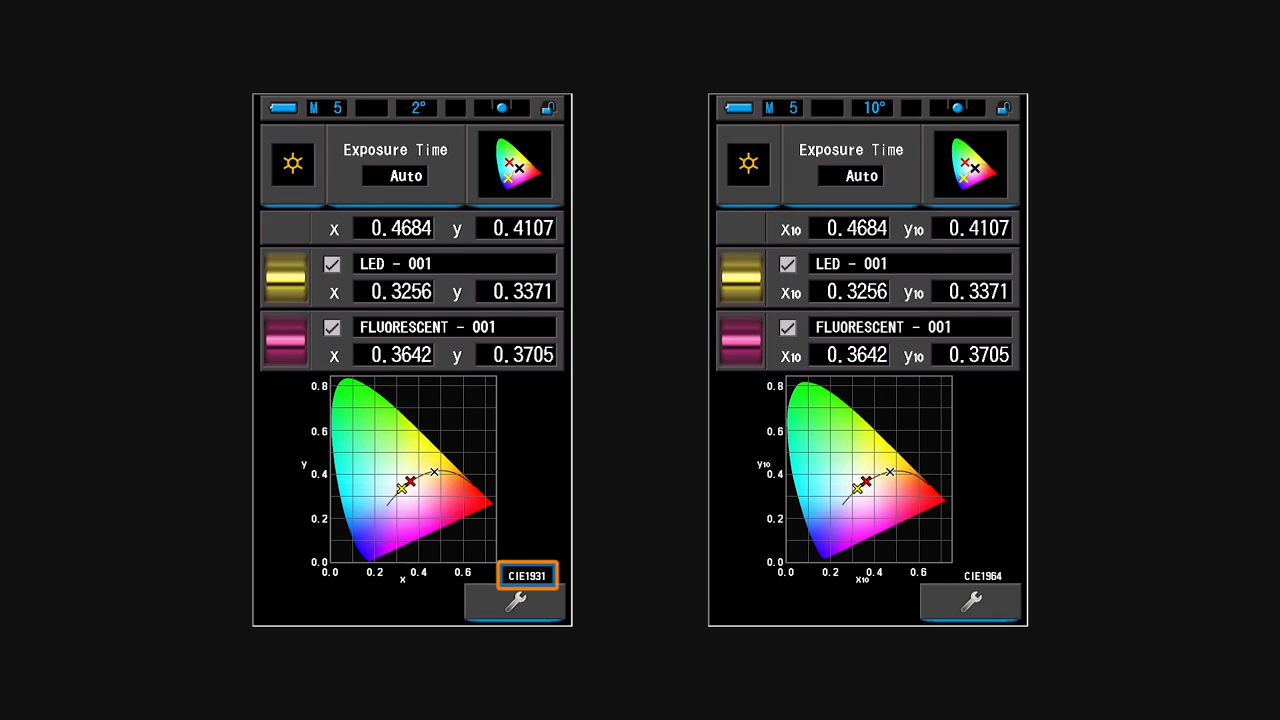 M 5 2°
Exposure Time
Auto
x 0.4684 y 0.4107
LED - 001
x 0.3256 y 0.3371
FLUORESCENT - 001
x 0.3642 y 0.3705
0.8
0.6
y
0.4
0.2
0.0
0.0 0.2 0.4 0.6
x
CIE1931
M 5 10°
Exposure Time
Auto
x10 0.4684 y10 0.4107
LED - 001
x10 0.3256 y10 0.3371
FLUORESCENT - 001
x10 0.3642 y10 0.3705
0.8
0.6
y10
0.4
0.2
0.0
0.0 0.2 0.4 0.6
x10
CIE1964